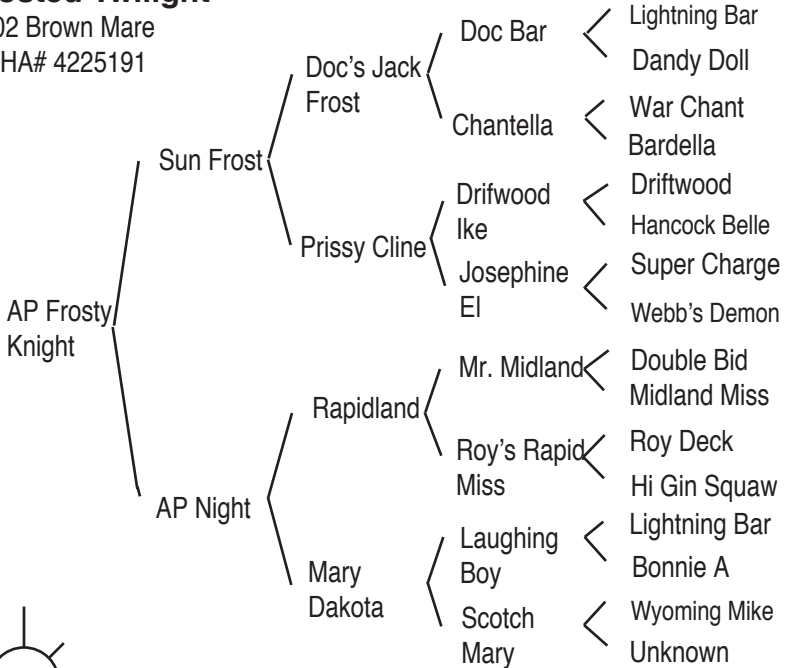 Twilight
02 Brown Mare
HA# 4225191
AP Frosty
Knight
Sun Frost
AP Night
Doc's Jack
Frost
Prissy Cline
Rapidland
Mary
Dakota
Doc Bar
Chantella
Drifwood
Ike
Josephine
El
Mr. Midland
Roy's Rapid
Miss
Laughing
Boy
Scotch
Mary
Lightning Bar
Dandy Doll
War Chant
Bardella
Driftwood
Hancock Belle
Super Charge
Webb's Demon
Double Bid
Midland Miss
Roy Deck
Hi Gin Squaw
Lightning Bar
Bonnie A
Wyoming Mike
Unknown